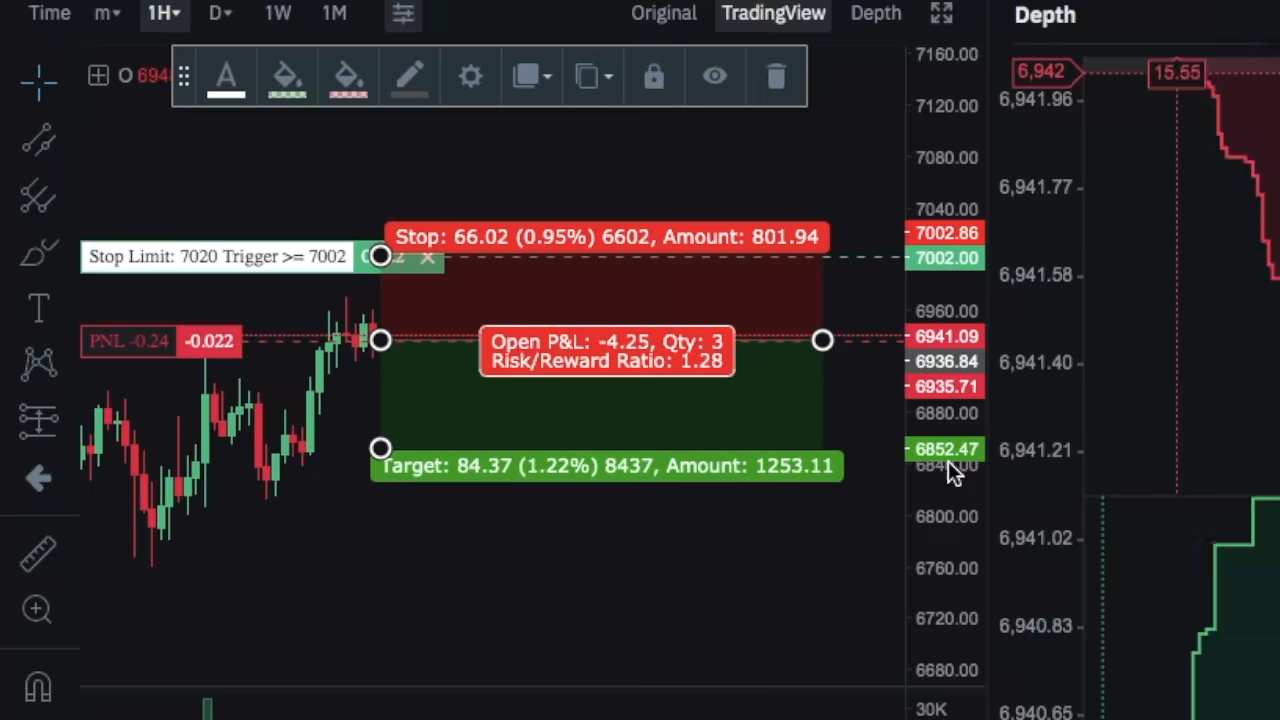 Time m 1H D 1W 1M Original TradingView Depth
Depth
O 694
Stop: 66.02 (0.95%) 6602, Amount: 801.94
Stop Limit: 7020 Trigger >= 7002
PNL -0.24 -0.022
Open P&L: -4.25, Qty: 3
Risk/Reward Ratio: 1.28
Target: 84.37 (1.22%) 8437, Amount: 1253.11
7160.00
7120.00
7080.00
7040.00
7002.86
7002.00
6960.00
6941.09
6936.84
6935.71
6880.00
6852.47
6800.00
6760.00
6720.00
6680.00
30K
6,942 15.55
6,941.96
6,941.77
6,941.58
6,941.40
6,941.21
6,941.02
6,940.83
6,940.65